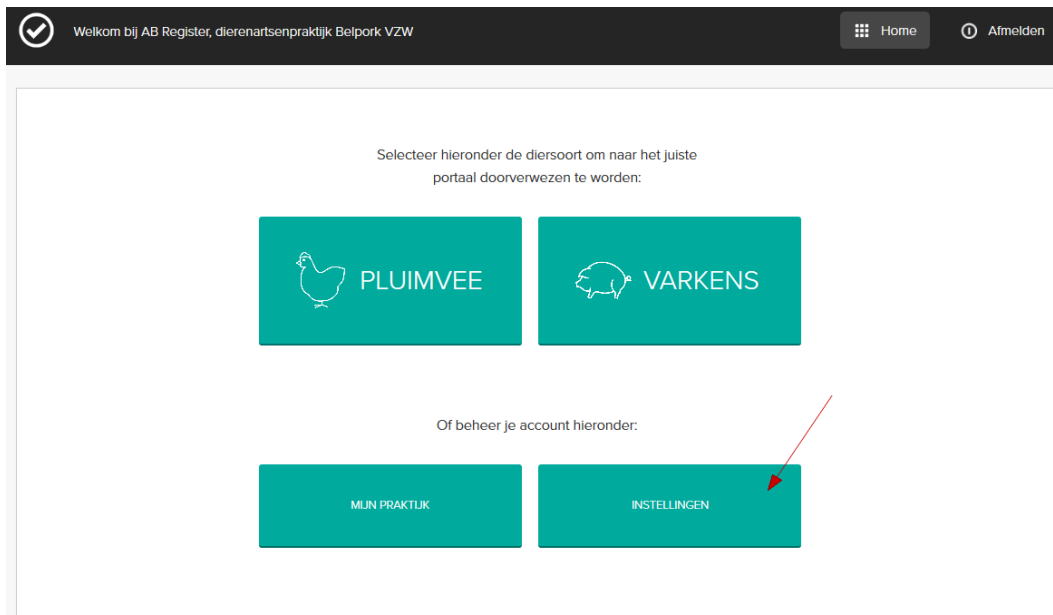 Welkom bij AB Register, dierenartsenpraktijk Belpork VZW
Home
Afmelden
Selecteer hieronder de diersoort om naar het juiste
portaal doorverwezen te worden:
PLUIMVEE
VARKENS
Of beheer je account hieronder:
MIJN PRAKTIJK
INSTELLINGEN